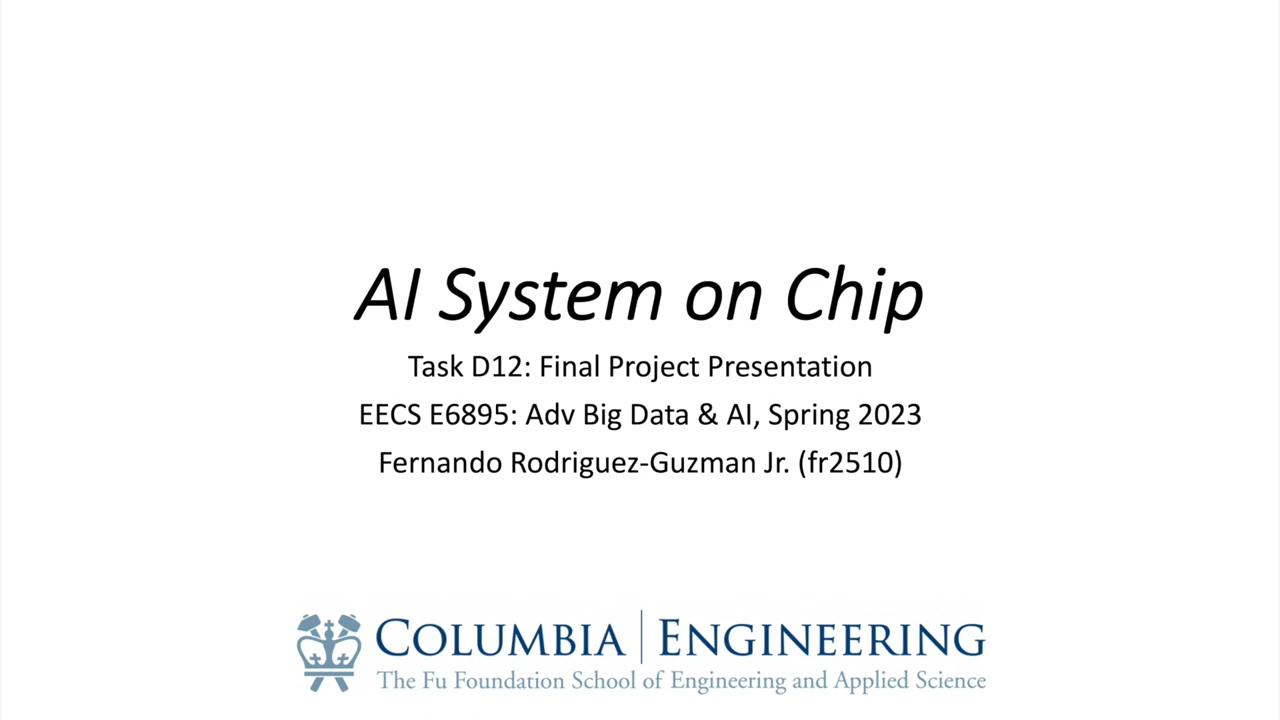 AI System on Chip
Task D12: Final Project Presentation
EECS E6895: Adv Big Data & AI, Spring 2023
Fernando Rodriguez-Guzman Jr. (fr2510)
COLUMBIA | ENGINEERING
The Fu Foundation School of Engineering and Applied Science